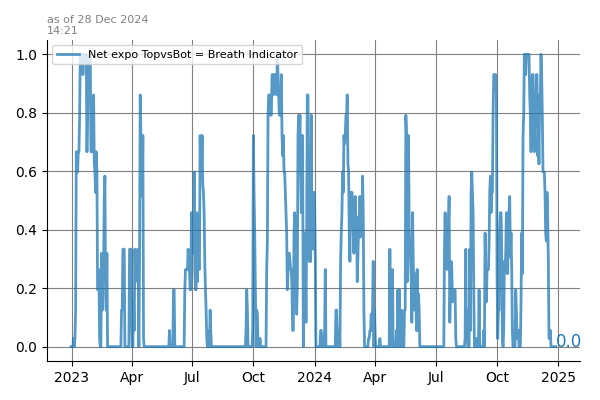 as of 28 Dec 2024
14:21
Net expo TopvsBot = Breath Indicator
1.0
0.8
0.6
0.4
0.2
0.0
0.0
2023 Apr Jul Oct 2024 Apr Jul Oct 2025